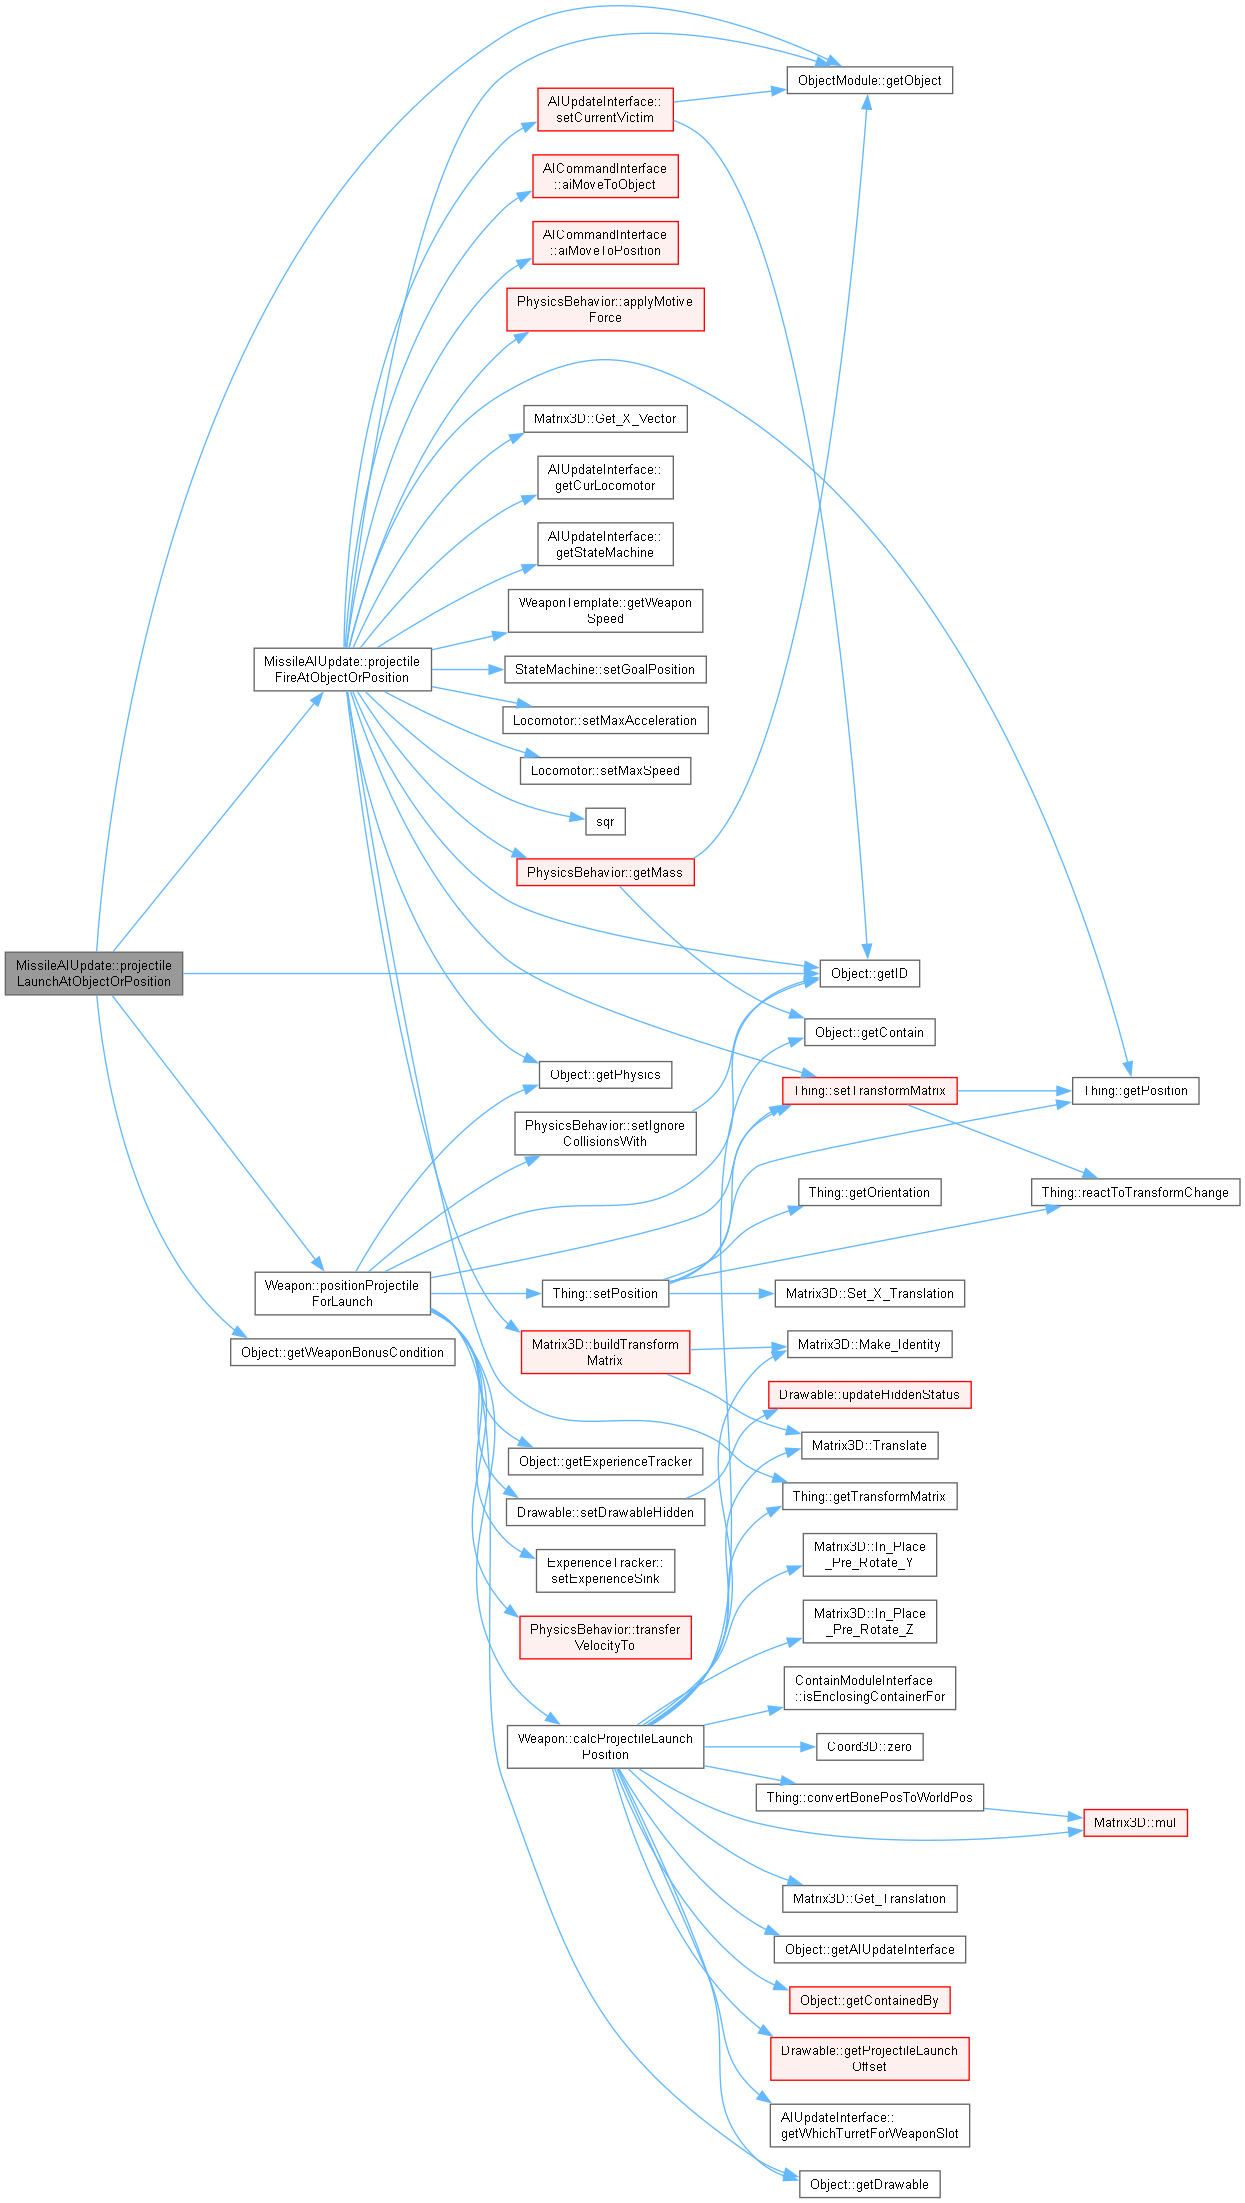 ObjectModule::getObject
AIUpdateInterface::
setCurrentVictim
AICommandInterface
::aiMoveToObject
AICommandInterface
::aiMoveToPosition
PhysicsBehavior::applyMotive
Force
Matrix3D::Get_X_Vector
AIUpdateInterface::
getCurLocomotor
AIUpdateInterface::
getStateMachine
WeaponTemplate::getWeapon
Speed
MissileAIUpdate::projectile
FireAtObjectOrPosition
StateMachine::setGoalPosition
Locomotor::setMaxAcceleration
Locomotor::setMaxSpeed
sqr
PhysicsBehavior::getMass
MissileAIUpdate::projectile
LaunchAtObjectOrPosition
Object::getID
Object::getContain
Object::getPhysics
Thing::setTransformMatrix
Thing::getPosition
PhysicsBehavior::setIgnore
CollisionsWith
Thing::getOrientation
Thing::reactToTransformChange
Weapon::positionProjectile
ForLaunch
Thing::setPosition
Matrix3D::Set_X_Translation
Object::getWeaponBonusCondition
Matrix3D::buildTransform
Matrix
Matrix3D::Make_Identity
Drawable::updateHiddenStatus
Matrix3D::Translate
Object::getExperienceTracker
Thing::getTransformMatrix
Drawable::setDrawableHidden
Matrix3D::In_Place
_Pre_Rotate_Y
ExperienceTracker::
setExperienceSink
Matrix3D::In_Place
_Pre_Rotate_Z
PhysicsBehavior::transfer
VelocityTo
ContainModuleInterface
::isEnclosingContainerFor
Weapon::calcProjectileLaunch
Position
Coord3D::zero
Thing::convertBonePosToWorldPos
Matrix3D::mul
Matrix3D::Get_Translation
Object::getAIUpdateInterface
Object::getContainedBy
Drawable::getProjectileLaunch
Offset
AIUpdateInterface::
getWhichTurretForWeaponSlot
Object::getDrawable